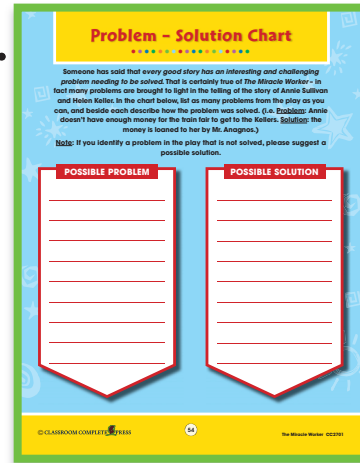 Problem – Solution Chart
Someone has said that every good story has an interesting and challenging
problem needing to be solved. That is certainly true of The Miracle Worker – in
fact many problems are brought to light in the telling of the story of Annie Sullivan
and Helen Keller. In the chart below, list as many problems from the play as you
can, and beside each describe how the problem was solved. (i.e. Problem: Annie
doesn't have enough money for the train fair to get to the Kellers. Solution: the
money is loaned to her by Mr. Anagnos.)
Note: If you identify a problem in the play that is not solved, please suggest a
possible solution.
POSSIBLE PROBLEM
POSSIBLE SOLUTION
© CLASSROOM COMPLETE PRESS
54
The Miracle Worker CC2701